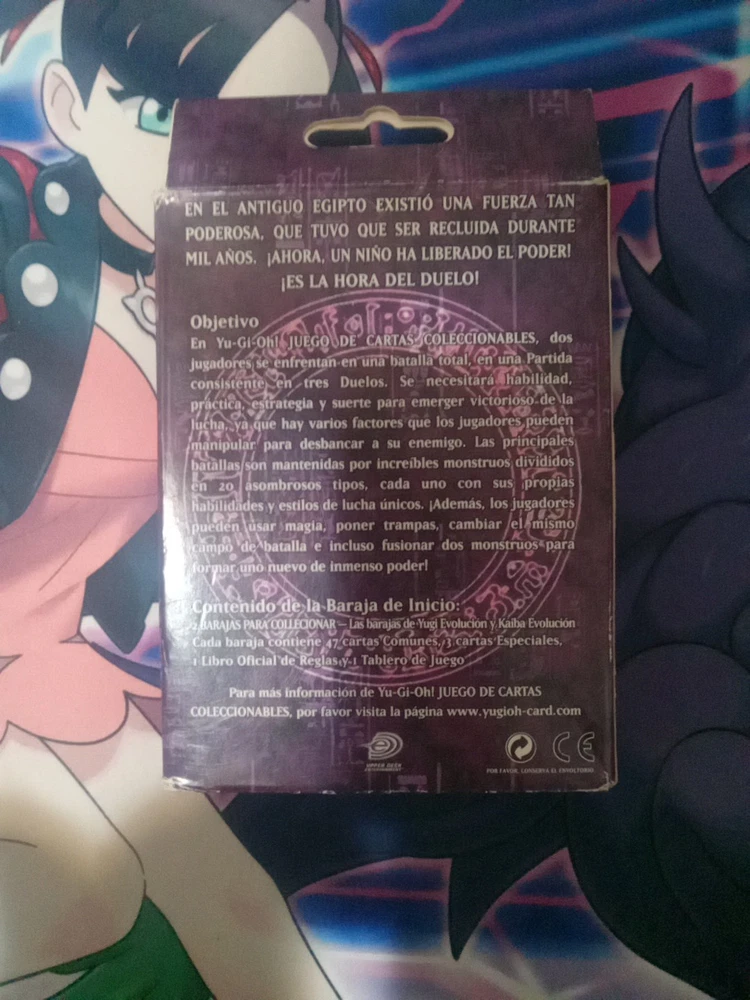 EN EL ANTIGUO EGIPTO EXISTIÓ UNA FUERZA TAN
PODEROSA, QUE TUVO QUE SER RECLUIDA DURANTE
MIL AÑOS. ¡AHORA, UN NIÑO HA LIBERADO EL PODER!
¡ES LA HORA DEL DUELO!
Objetivo
En Yu-Gi-Oh! JUEGO DE CARTAS COLECCIONABLES, dos
jugadores se enfrentan en una batalla total, en una Partida
consistente en tres Duelos. Se necesitará habilidad,
práctica, estrategia y suerte para emerger victorioso de la
lucha, ya que hay varios factores que los jugadores pueden
manipular para desbancar a su enemigo. Las principales
batallas son mantenidas por increíbles monstruos divididos
en 20 asombrosos tipos, cada uno con sus propias
habilidades y estilos de lucha únicos. ¡Además, los jugadores
pueden usar magia, poner trampas, cambiar el mismo
campo de batalla e incluso fusionar dos monstruos para
formar uno nuevo de inmenso poder!
Contenido de la Baraja de Inicio:
2 BARAJAS PARA COLLECIONAR – Las barajas de Yugi Evolución y Kaiba Evolución
Cada baraja contiene 47 cartas Comunes, 3 cartas Especiales,
1 Libro Oficial de Reglas y 1 Tablero de Juego
Para más información de Yu-Gi-Oh! JUEGO DE CARTAS
COLECCIONABLES, por favor visita la página www.yugioh-card.com
UPPER DECK
ENTERTAINMENT
CE
POR FAVOR, CONSERVA EL ENVOLTORIO